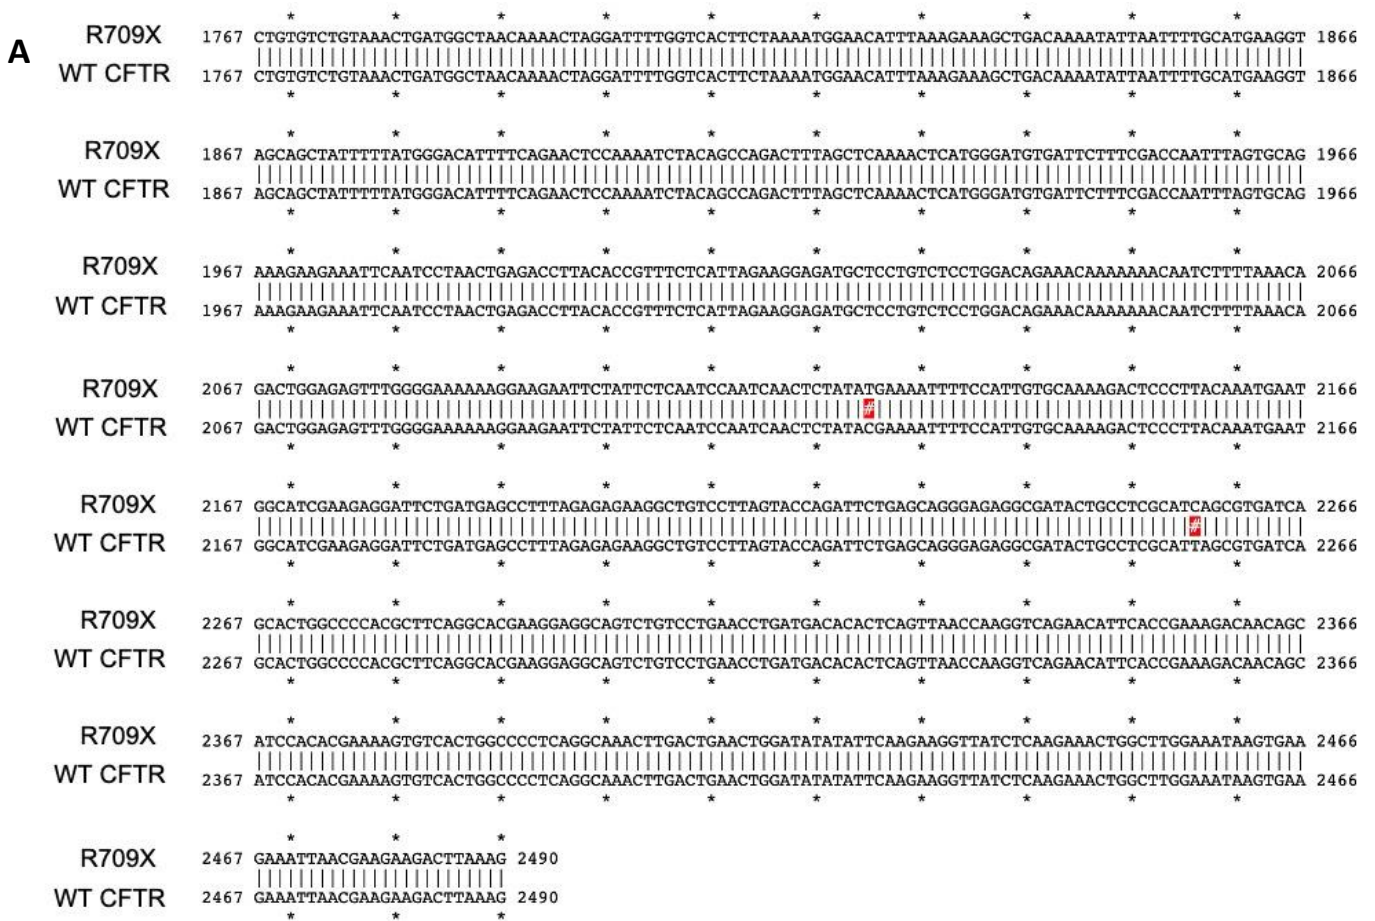 A
* * * * * * * * * *
R709X 1767 CTGTGTCTGTAAACTGATGGCTAACAAAACTAGGATTTTGGTCACTTCTAAAATGGAACATTTAAAGAAAGCTGACAAAATATTAATTTTGCATGAAGGT 1866
WT CFTR 1767 CTGTGTCTGTAAACTGATGGCTAACAAAACTAGGATTTTGGTCACTTCTAAAATGGAACATTTAAAGAAAGCTGACAAAATATTAATTTTGCATGAAGGT 1866
* * * * * * * * * *
* * * * * * * * * *
R709X 1867 AGCAGCTATTTTTATGGGACATTTTCAGAACTCCAAAATCTACAGCCAGACTTTAGCTCAAAACTCATGGGATGTGATTCTTTCGACCAATTTAGTGCAG 1966
WT CFTR 1867 AGCAGCTATTTTTATGGGACATTTTCAGAACTCCAAAATCTACAGCCAGACTTTAGCTCAAAACTCATGGGATGTGATTCTTTCGACCAATTTAGTGCAG 1966
* * * * * * * * * *
* * * * * * * * * *
R709X 1967 AAAGAAGAAATTCAATCCTAACTGAGACCTTACACCGTTTCTCATTAGAAGGAGATGCTCCTGTCTCCTGGACAGAAACAAAAAAACAATCTTTTAAACA 2066
WT CFTR 1967 AAAGAAGAAATTCAATCCTAACTGAGACCTTACACCGTTTCTCATTAGAAGGAGATGCTCCTGTCTCCTGGACAGAAACAAAAAAACAATCTTTTAAACA 2066
* * * * * * * * * *
* * * * * * * * * *
R709X 2067 GACTGGAGAGTTTGGGGAAAAAAGGAAGAATTCTATTCTCAATCCAATCAACTCTATATGAAAATTTTCCATTGTGCAAAAGACTCCCTTACAAATGAAT 2166
#
WT CFTR 2067 GACTGGAGAGTTTGGGGAAAAAAGGAAGAATTCTATTCTCAATCCAATCAACTCTATACGAAAATTTTCCATTGTGCAAAAGACTCCCTTACAAATGAAT 2166
* * * * * * * * * *
* * * * * * * * * *
R709X 2167 GGCATCGAAGAGGATTCTGATGAGCCTTTAGAGAGAAGGCTGTCCTTAGTACCAGATTCTGAGCAGGGAGAGGCGATACTGCCTCGCATCAGCGTGATCA 2266
#
WT CFTR 2167 GGCATCGAAGAGGATTCTGATGAGCCTTTAGAGAGAAGGCTGTCCTTAGTACCAGATTCTGAGCAGGGAGAGGCGATACTGCCTCGCATTAGCGTGATCA 2266
* * * * * * * * * *
* * * * * * * * * *
R709X 2267 GCACTGGCCCCACGCTTCAGGCACGAAGGAGGCAGTCTGTCCTGAACCTGATGACACACTCAGTTAACCAAGGTCAGAACATTCACCGAAAGACAACAGC 2366
WT CFTR 2267 GCACTGGCCCCACGCTTCAGGCACGAAGGAGGCAGTCTGTCCTGAACCTGATGACACACTCAGTTAACCAAGGTCAGAACATTCACCGAAAGACAACAGC 2366
* * * * * * * * * *
* * * * * * * * * *
R709X 2367 ATCCACACGAAAAGTGTCACTGGCCCCTCAGGCAAACTTGACTGAACTGGATATATATTCAAGAAGGTTATCTCAAGAAACTGGCTTGGAAATAAGTGAA 2466
WT CFTR 2367 ATCCACACGAAAAGTGTCACTGGCCCCTCAGGCAAACTTGACTGAACTGGATATATATTCAAGAAGGTTATCTCAAGAAACTGGCTTGGAAATAAGTGAA 2466
* * * * * * * * * *
* * *
R709X 2467 GAAATTAACGAAGAAGACTTAAAG 2490
WT CFTR 2467 GAAATTAACGAAGAAGACTTAAAG 2490
* * *